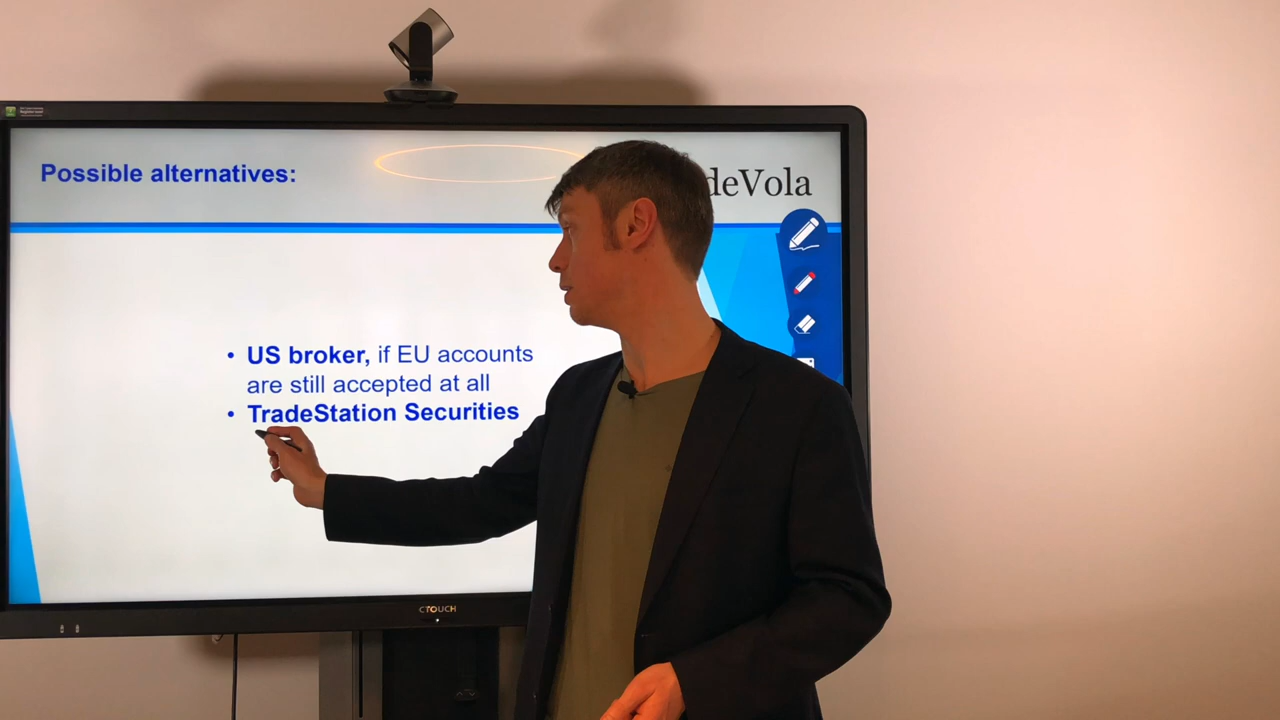 Possible alternatives:
deVola
• US broker, if EU accounts
are still accepted at all
• TradeStation Securities
CTOUCH